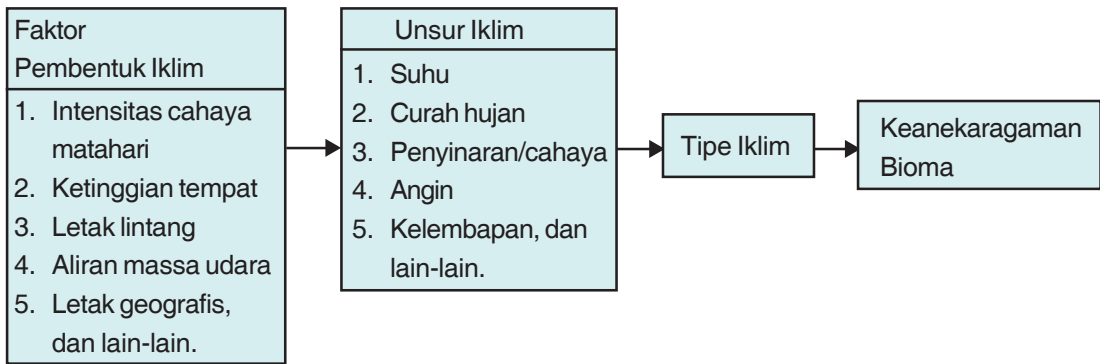 Faktor
Pembentuk Iklim
1. Intensitas cahaya
matahari
2. Ketinggian tempat
3. Letak lintang
4. Aliran massa udara
5. Letak geografis,
dan lain-lain.
Unsur Iklim
1. Suhu
2. Curah hujan
3. Penyinaran/cahaya
4. Angin
5. Kelembapan, dan
lain-lain.
Tipe Iklim
Keanekaragaman
Bioma